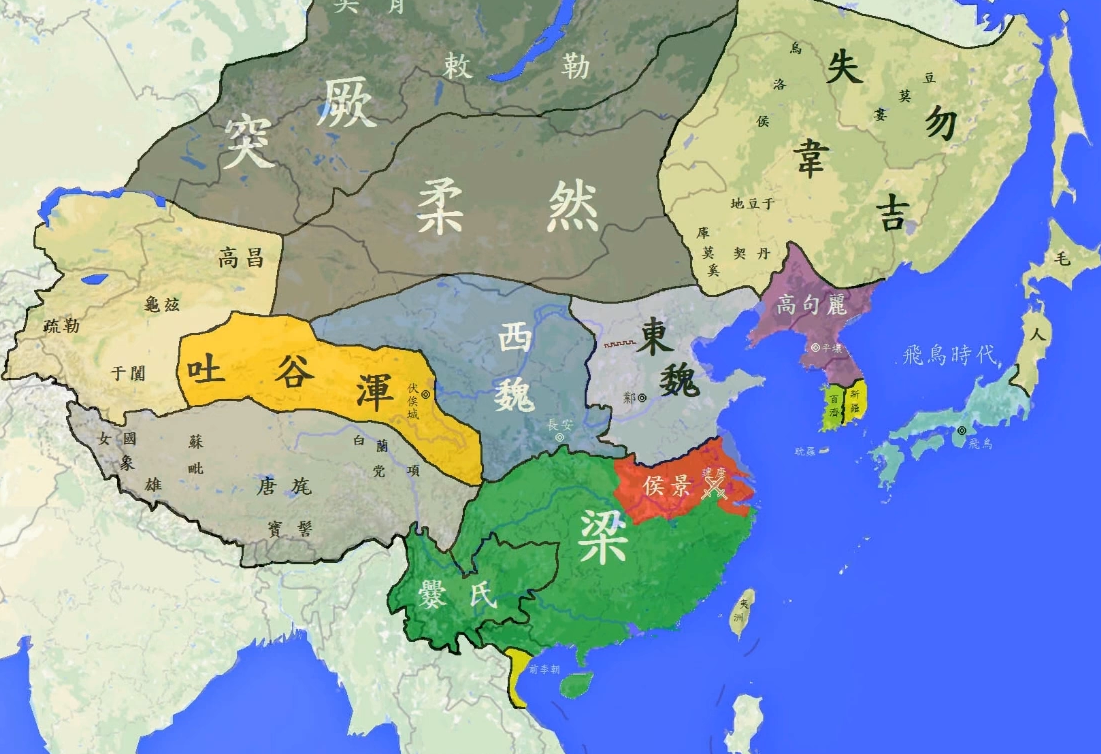 敕勒
突厥
柔然
失韋
勿吉
烏洛侯
豆莫婁
地豆于
庫莫奚
契丹
毛
人
高昌
龜茲
疏勒
于闐
吐谷渾
伏俟城
西魏
長安
東魏
鄴
高句麗
平壤
百濟
新羅
飛鳥時代
飛鳥
耽羅
女國
象雄
蘇毗
白蘭
党項
唐旄
侯景
建康
梁
爨氏
夷洲
前李朝